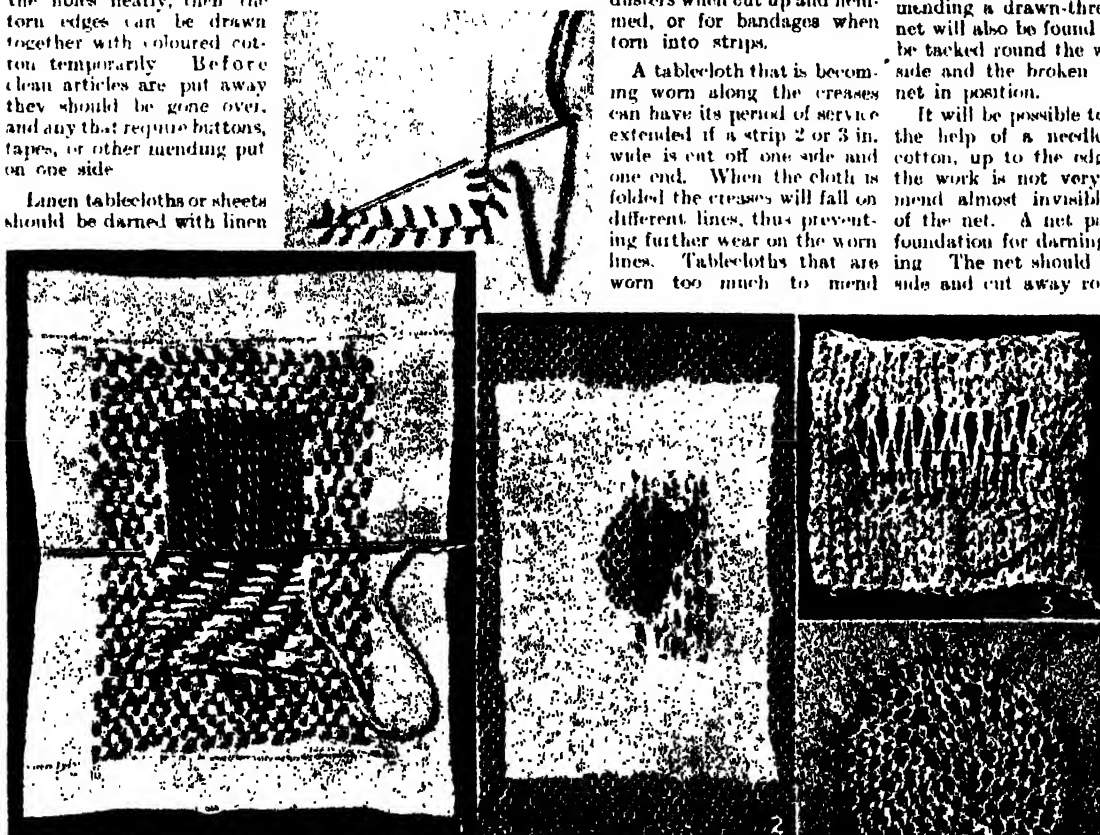 the holes neatly, then the
torn edges can be drawn
together with coloured cot-
ton temporarily Before
clean articles are put away
they should be gone over,
and any that require buttons,
tapes, or other mending put
on one side
Linen tablecloths or sheets
should be darned with linen
dusters when cut up and hem-
med, or for bandages when
torn into strips.
A tablecloth that is becom-
ing worn along the creases
can have its period of service
extended if a strip 2 or 3 in.
wide is cut off one side and
one end. When the cloth is
folded the creases will fall on
different lines, thus prevent-
ing further wear on the worn
lines. Tablecloths that are
worn too much to mend
mending a drawn-thre
net will also be found
be tacked round the w
side and the broken
net in position.
It will be possible to
the help of a needle
cotton, up to the edg
the work is not very
mend almost invisibl
of the net. A net pa
foundation for darning
ing The net should
side and cut away ro
2
3